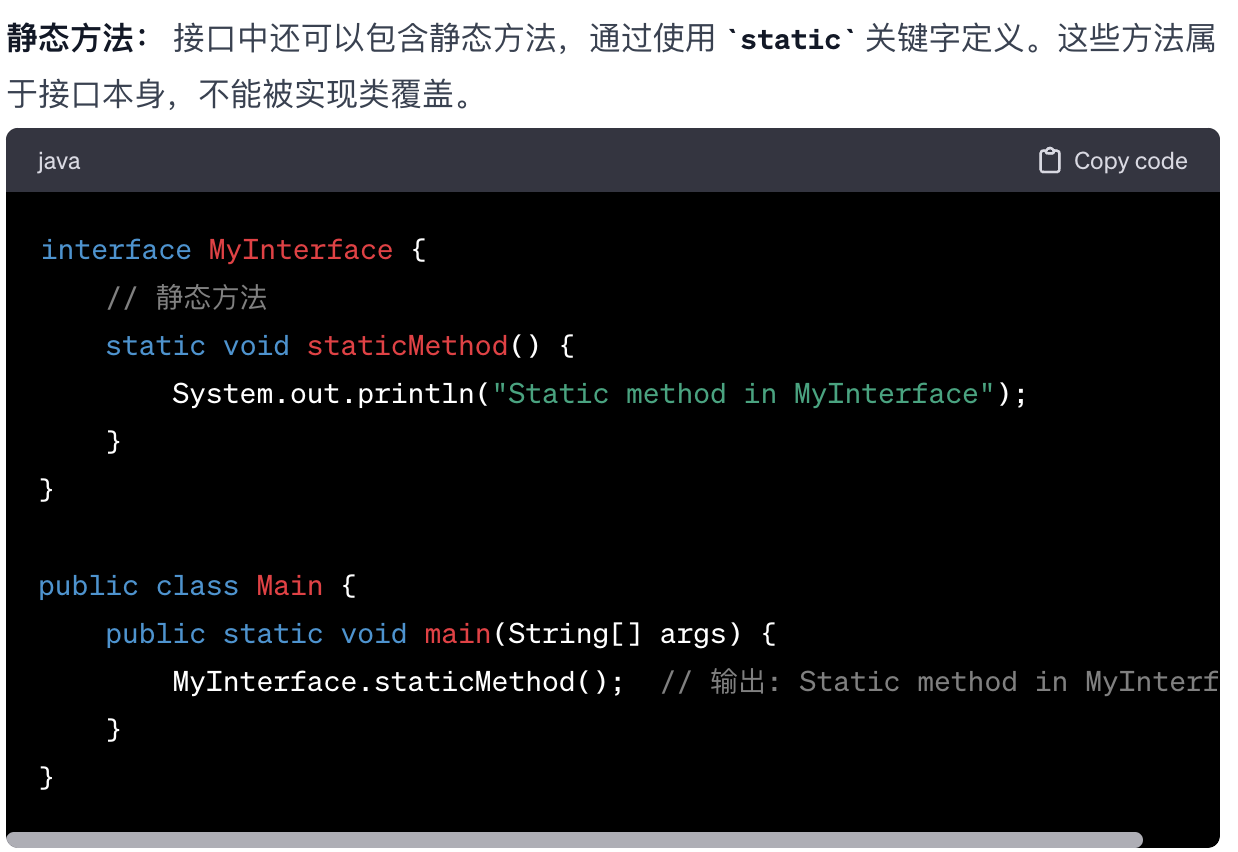 静态方法： 接口中还可以包含静态方法，通过使用 `static` 关键字定义。这些方法属
于接口本身，不能被实现类覆盖。
java Copy code
interface MyInterface {
    // 静态方法
    static void staticMethod() {
        System.out.println("Static method in MyInterface");
    }
}

public class Main {
    public static void main(String[] args) {
        MyInterface.staticMethod();  // 输出: Static method in MyInterf
    }
}